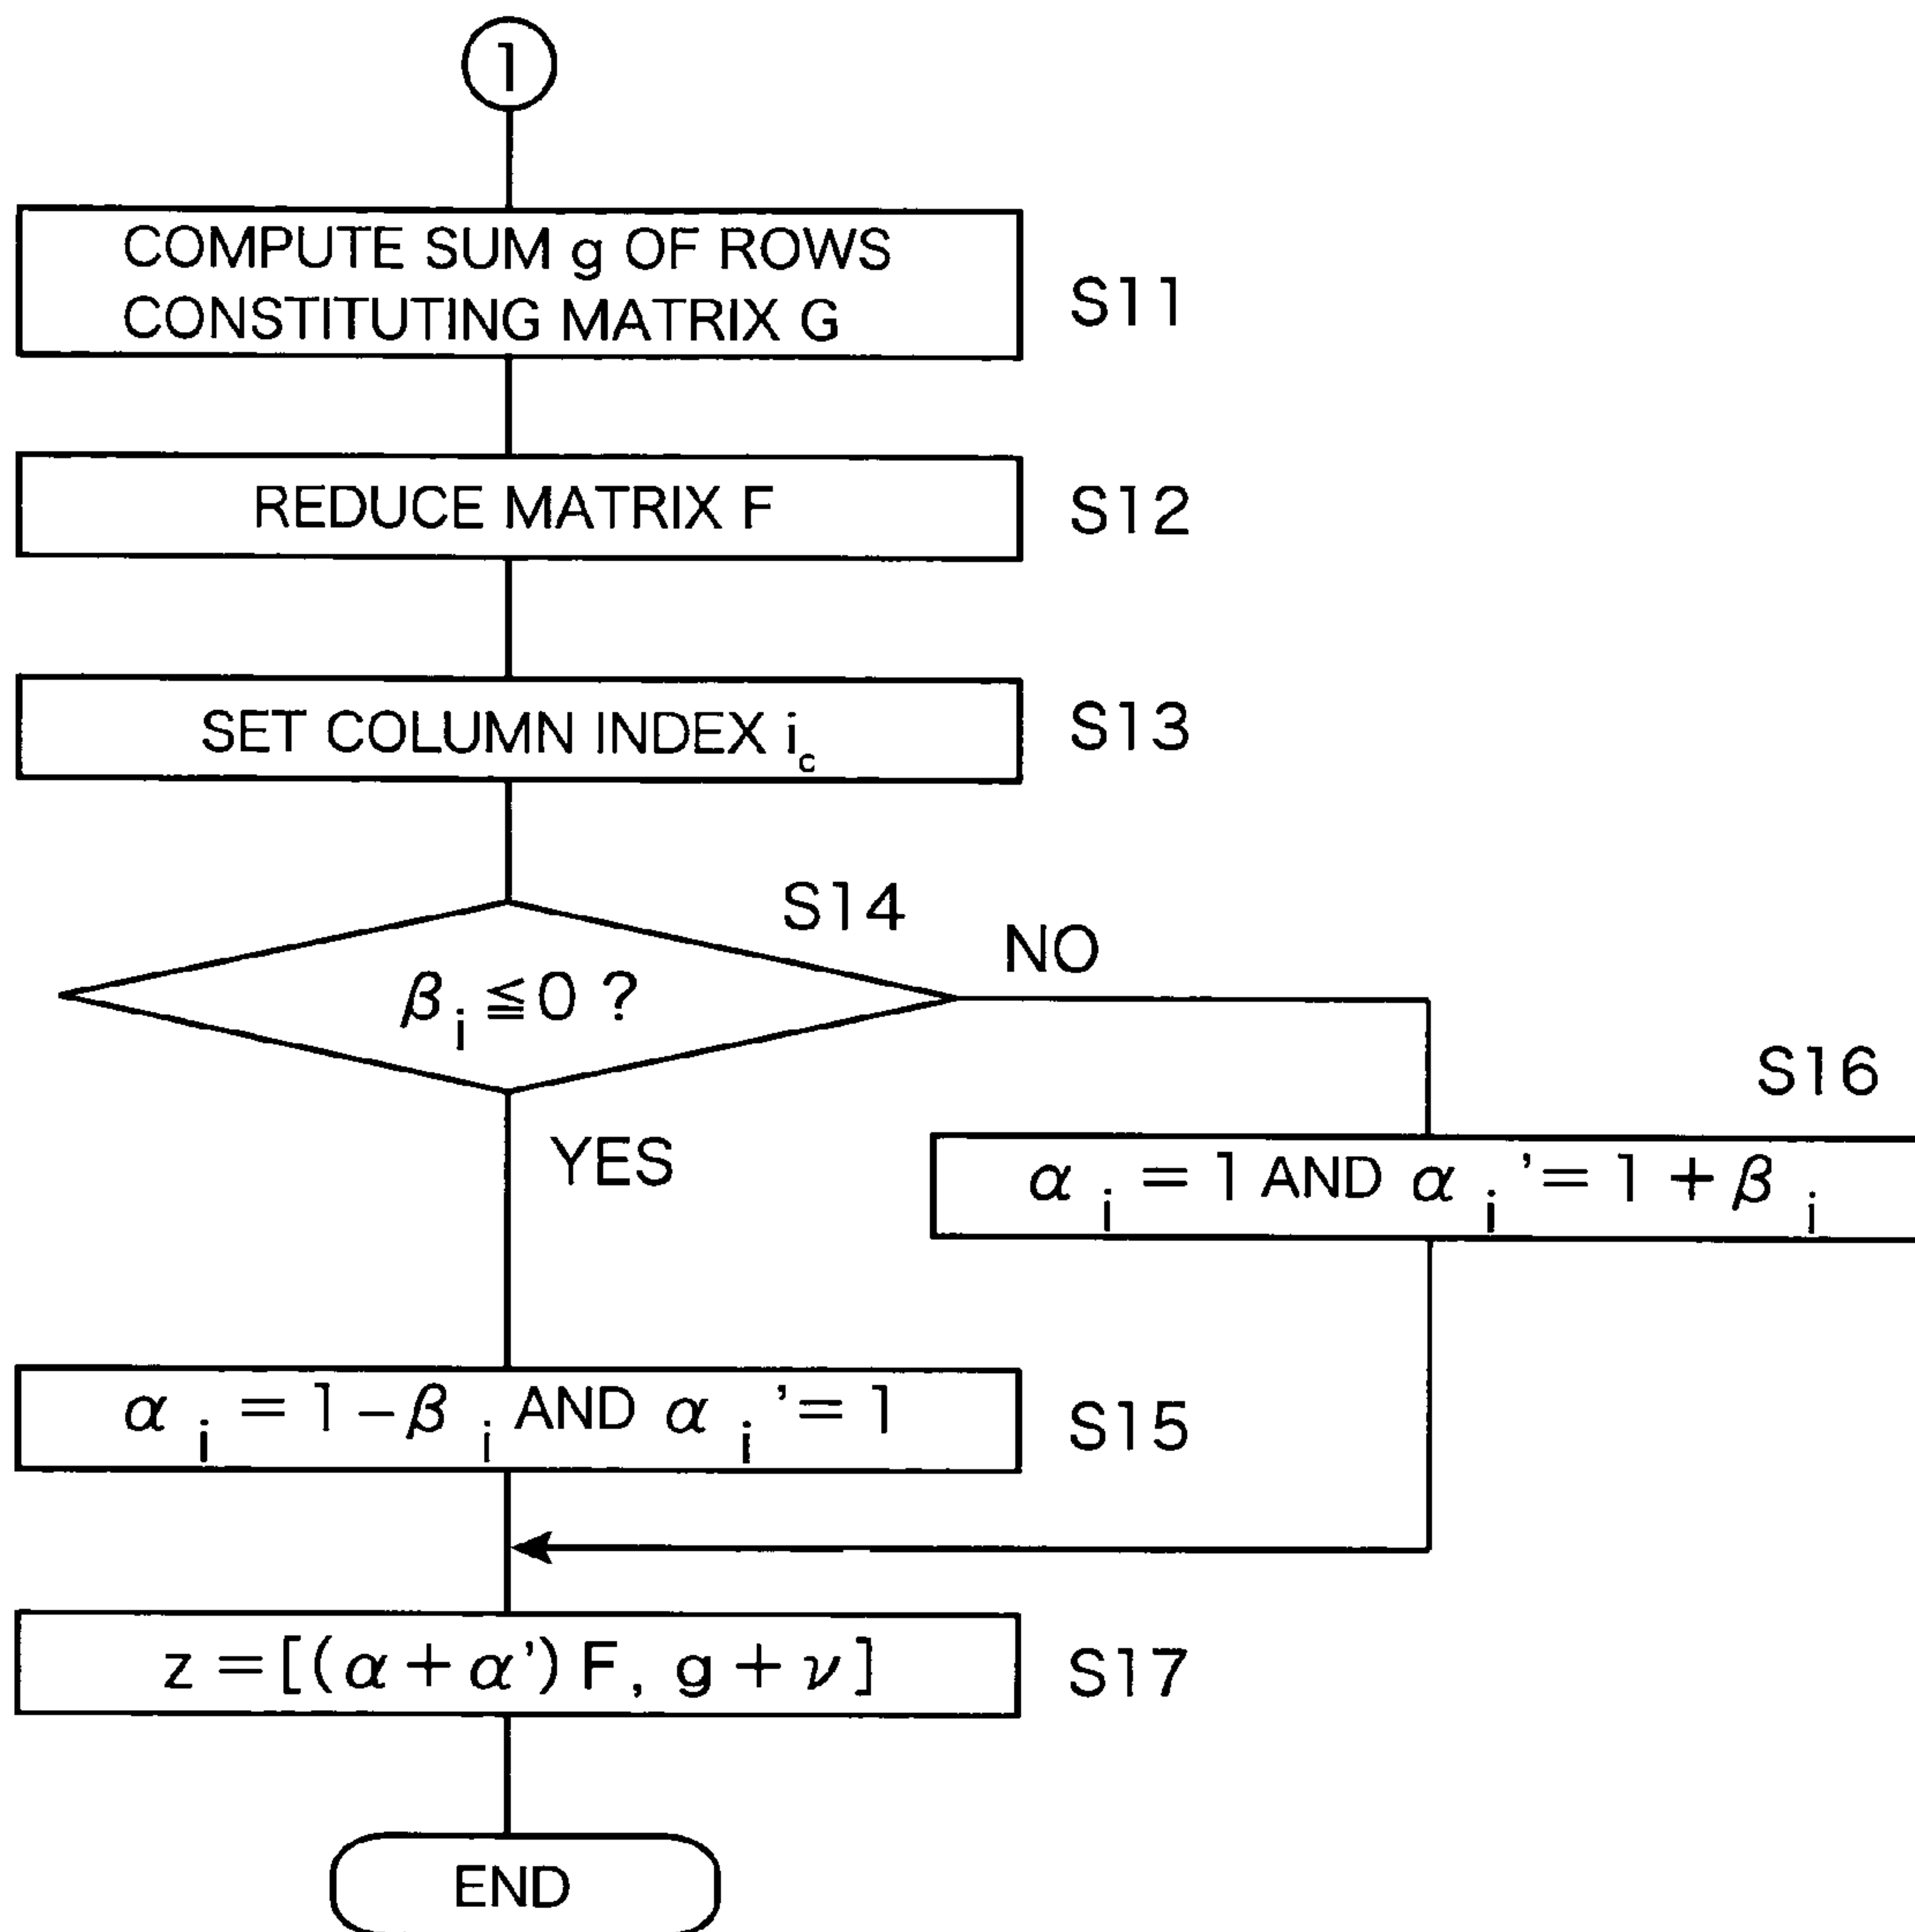 1
COMPUTE SUM g OF ROWS
CONSTITUTING MATRIX G
S11
REDUCE MATRIX F
S12
SET COLUMN INDEX i_c
S13
S14
β_i ≦ 0 ?
NO
YES
S16
α_i = 1 AND α_i' = 1 + β_i
α_i = 1 – β_i AND α_i' = 1
S15
z = [(α + α') F, g + ν]
S17
END